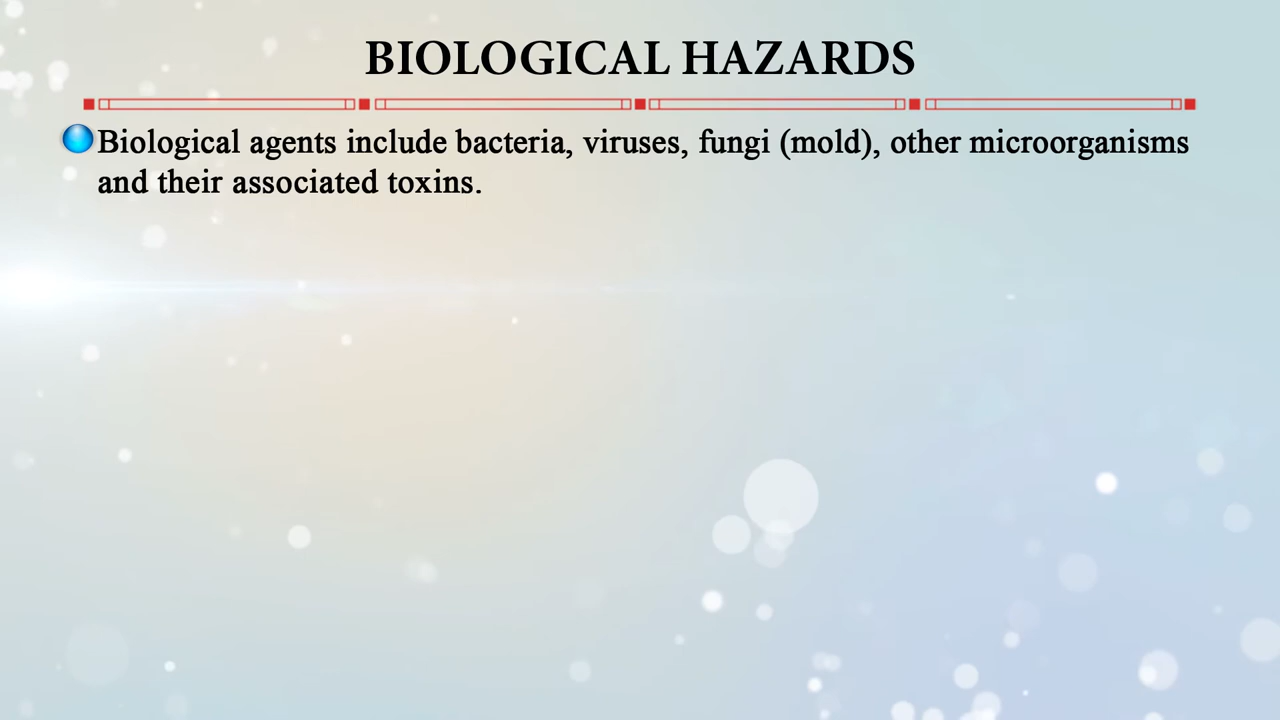 BIOLOGICAL HAZARDS
Biological agents include bacteria, viruses, fungi (mold), other microorganisms
and their associated toxins.